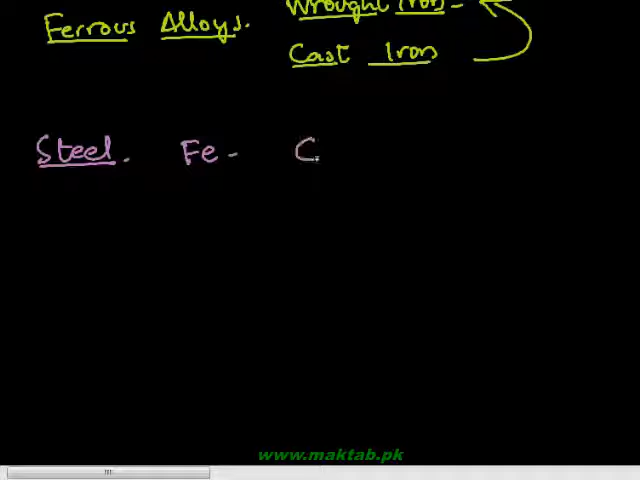 Wrought Iron -
Ferrous Alloys.
Cast Iron
Steel. Fe - C
www.maktab.pk